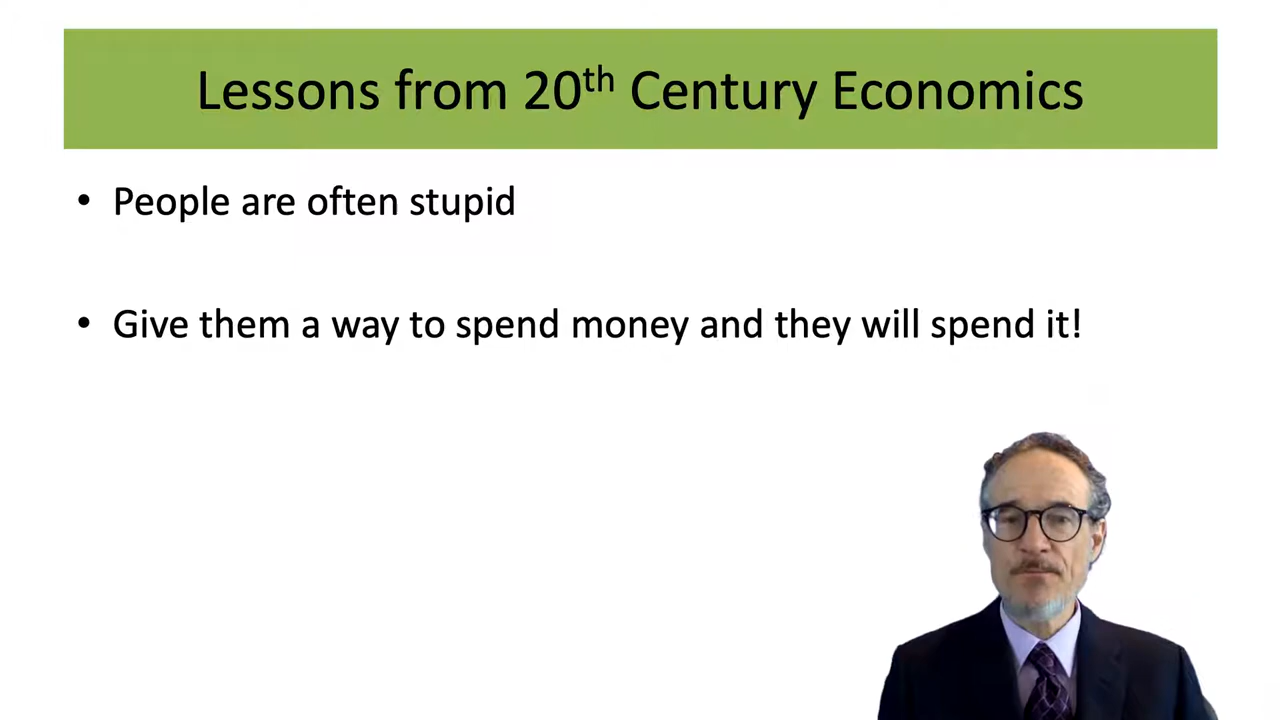 Lessons from 20th Century Economics
• People are often stupid
• Give them a way to spend money and they will spend it!